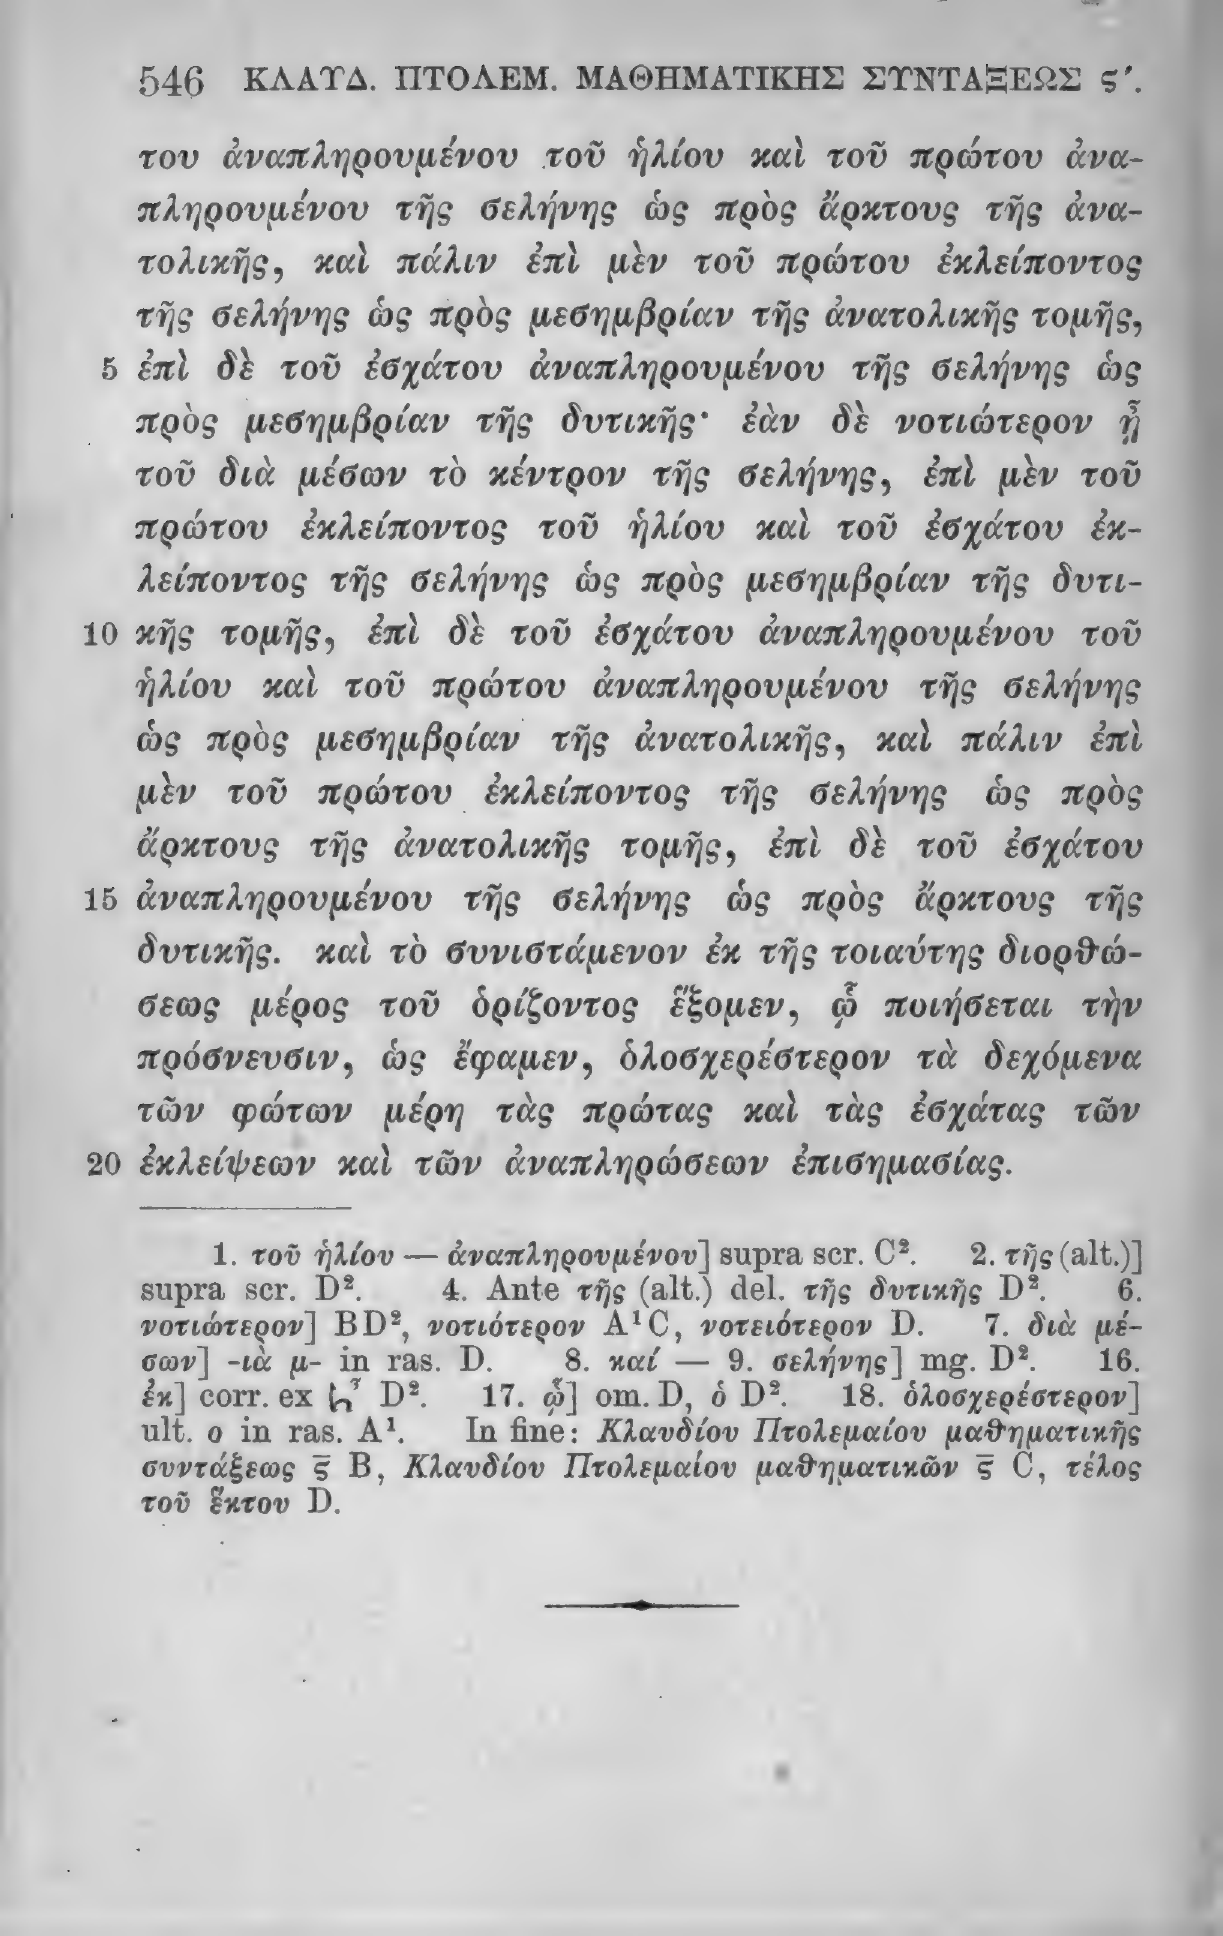 546 ΚΛΑΥΔ. ΠΤΟΛΕΜ. ΜΑΘΗΜΑΤΙΚΗΣ ΣΥΝΤΑΞΕΩΣ ϛ′.
του ἀναπληρουμένου τοῦ ἡλίου καὶ τοῦ πρώτου ἀνα-
πληρουμένου τῆς σελήνης ὡς πρὸς ἄρκτους τῆς ἀνα-
τολικῆς, καὶ πάλιν ἐπὶ μὲν τοῦ πρώτου ἐκλείποντος
τῆς σελήνης ὡς πρὸς μεσημβρίαν τῆς ἀνατολικῆς τομῆς,
5 ἐπὶ δὲ τοῦ ἐσχάτου ἀναπληρουμένου τῆς σελήνης ὡς
πρὸς μεσημβρίαν τῆς δυτικῆς· ἐὰν δὲ νοτιώτερον ᾖ
τοῦ διὰ μέσων τὸ κέντρον τῆς σελήνης, ἐπὶ μὲν τοῦ
πρώτου ἐκλείποντος τοῦ ἡλίου καὶ τοῦ ἐσχάτου ἐκ-
λείποντος τῆς σελήνης ὡς πρὸς μεσημβρίαν τῆς δυτι-
10 κῆς τομῆς, ἐπὶ δὲ τοῦ ἐσχάτου ἀναπληρουμένου τοῦ
ἡλίου καὶ τοῦ πρώτου ἀναπληρουμένου τῆς σελήνης
ὡς πρὸς μεσημβρίαν τῆς ἀνατολικῆς, καὶ πάλιν ἐπὶ
μὲν τοῦ πρώτου ἐκλείποντος τῆς σελήνης ὡς πρὸς
ἄρκτους τῆς ἀνατολικῆς τομῆς, ἐπὶ δὲ τοῦ ἐσχάτου
15 ἀναπληρουμένου τῆς σελήνης ὡς πρὸς ἄρκτους τῆς
δυτικῆς. καὶ τὸ συνιστάμενον ἐκ τῆς τοιαύτης διορθώ-
σεως μέρος τοῦ ὁρίζοντος ἕξομεν, ᾧ ποιήσεται τὴν
πρόσνευσιν, ὡς ἔφαμεν, ὁλοσχερέστερον τὰ δεχόμενα
τῶν φώτων μέρη τὰς πρώτας καὶ τὰς ἐσχάτας τῶν
20 ἐκλείψεων καὶ τῶν ἀναπληρώσεων ἐπισημασίας.
1. τοῦ ἡλίου — ἀναπληρουμένου] supra scr. C². 2. τῆς (alt.)]
supra scr. D². 4. Ante τῆς (alt.) del. τῆς δυτικῆς D². 6.
νοτιώτερον] BD², νοτιότερον A¹C, νοτειότερον D. 7. διὰ μέ-
σων] -ιὰ μ- in ras. D. 8. καί — 9. σελήνης] mg. D². 16.
ἐκ] corr. ex D². 17. ᾧ] om. D, ὁ D². 18. ὁλοσχερέστερον]
ult. ο in ras. A¹. In fine: Κλαυδίου Πτολεμαίου μαθηματικῆς
συντάξεως ϛ̅ B, Κλαυδίου Πτολεμαίου μαθηματικῶν ϛ̅ C, τέλος
τοῦ ἕκτου D.